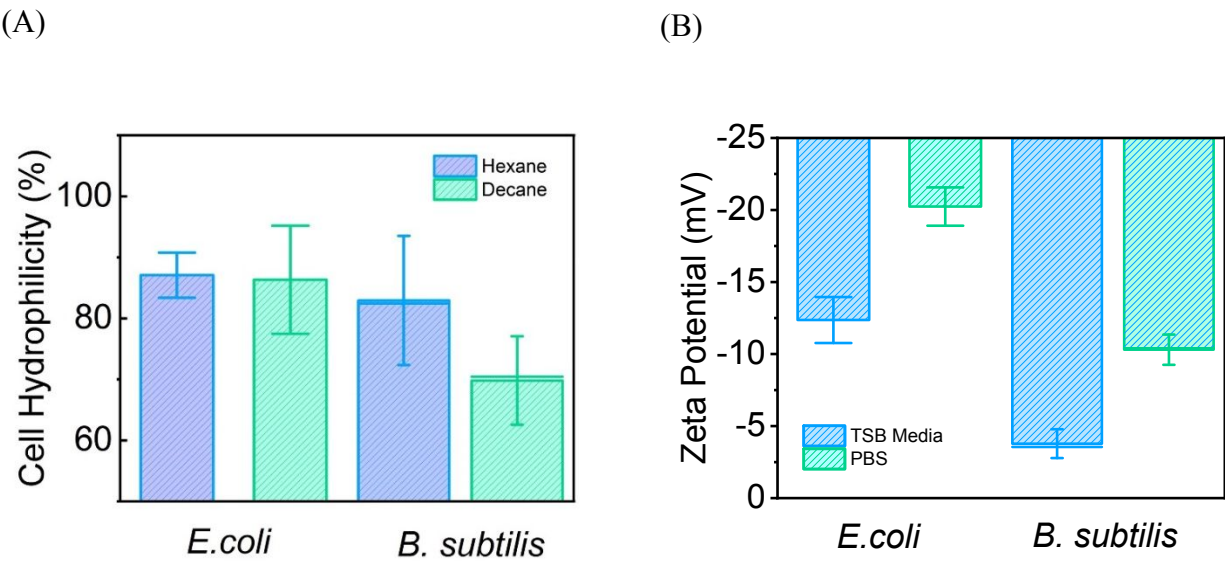 (A)
(B)
Cell Hydrophilicity (%)
100
80
60
Hexane
Decane
E.coli
B. subtilis
Zeta Potential (mV)
-25
-20
-15
-10
-5
0
TSB Media
PBS
E.coli
B. subtilis